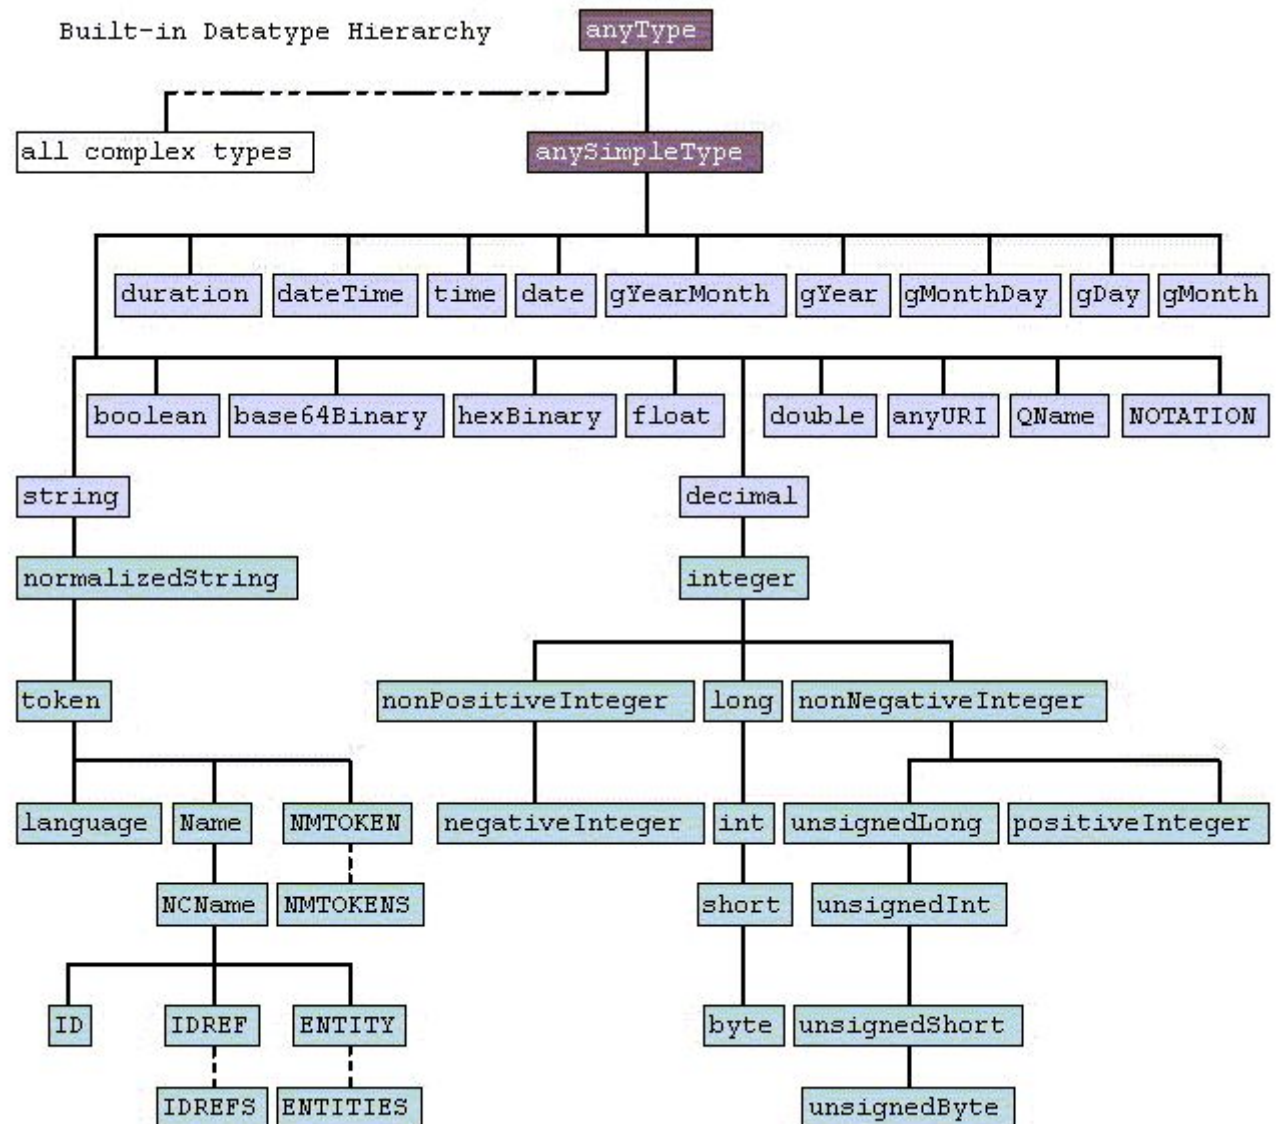 Built-in Datatype Hierarchy
anyType
all complex types
anySimpleType
duration dateTime time date gYearMonth gYear gMonthDay gDay gMonth
boolean base64Binary hexBinary float double anyURI QName NOTATION
string decimal
normalizedString integer
token nonPositiveInteger long nonNegativeInteger
language Name NMTOKEN negativeInteger int unsignedLong positiveInteger
NCName NMTOKENS short unsignedInt
ID IDREF ENTITY byte unsignedShort
IDREFS ENTITIES unsignedByte